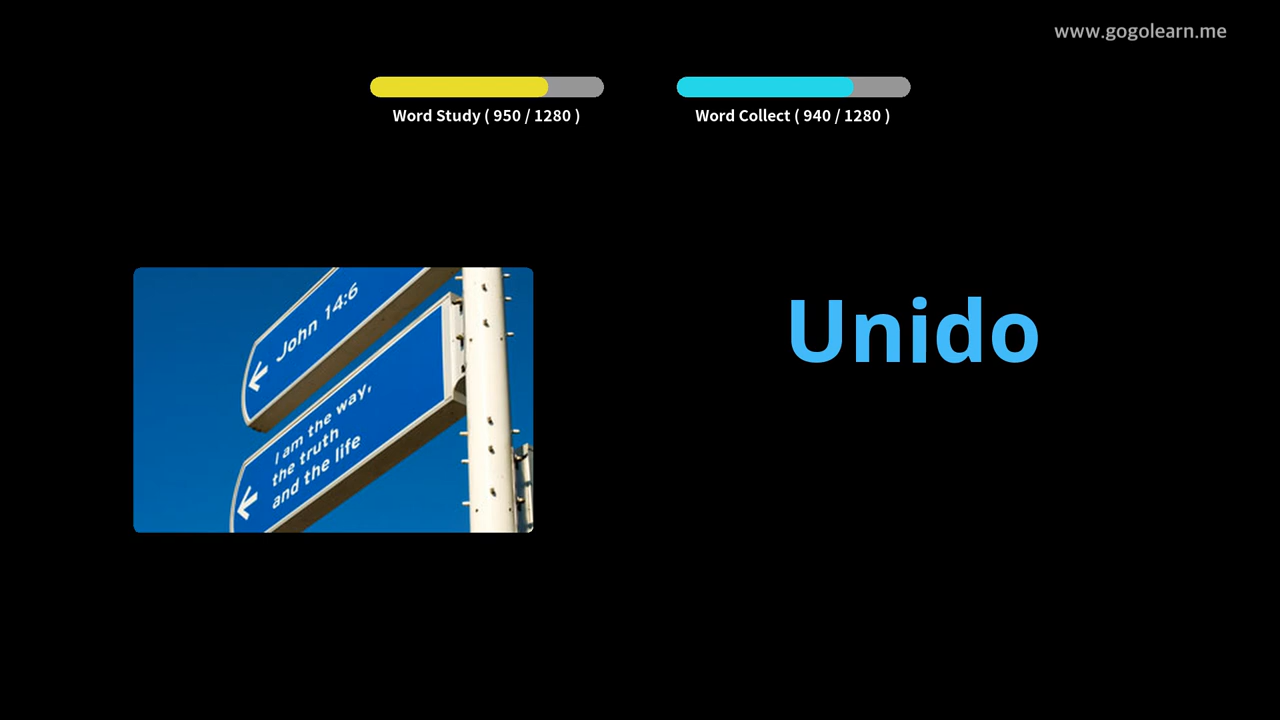 www.gogolearn.me
Word Study ( 950 / 1280 )
Word Collect ( 940 / 1280 )
John 14:6
I am the way,
the truth
and the life
Unido